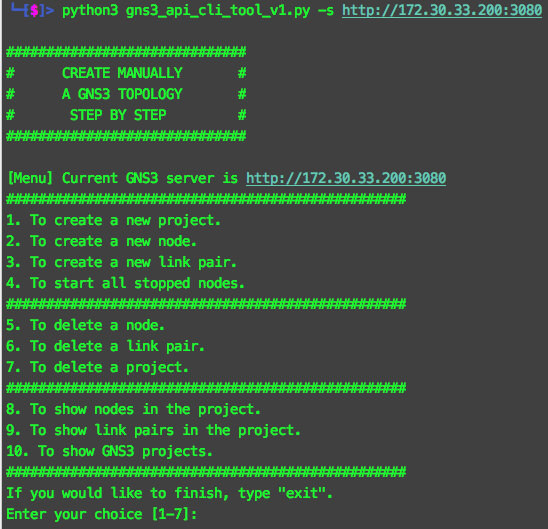 └─[$]> python3 gns3_api_cli_tool_v1.py -s http://172.30.33.200:3080
##############################
#      CREATE MANUALLY       #
#      A GNS3 TOPOLOGY       #
#       STEP BY STEP         #
##############################
[Menu] Current GNS3 server is http://172.30.33.200:3080
##################################################
1. To create a new project.
2. To create a new node.
3. To create a new link pair.
4. To start all stopped nodes.
##################################################
5. To delete a node.
6. To delete a link pair.
7. To delete a project.
##################################################
8. To show nodes in the project.
9. To show link pairs in the project.
10. To show GNS3 projects.
##################################################
If you would like to finish, type "exit".
Enter your choice [1-7]: